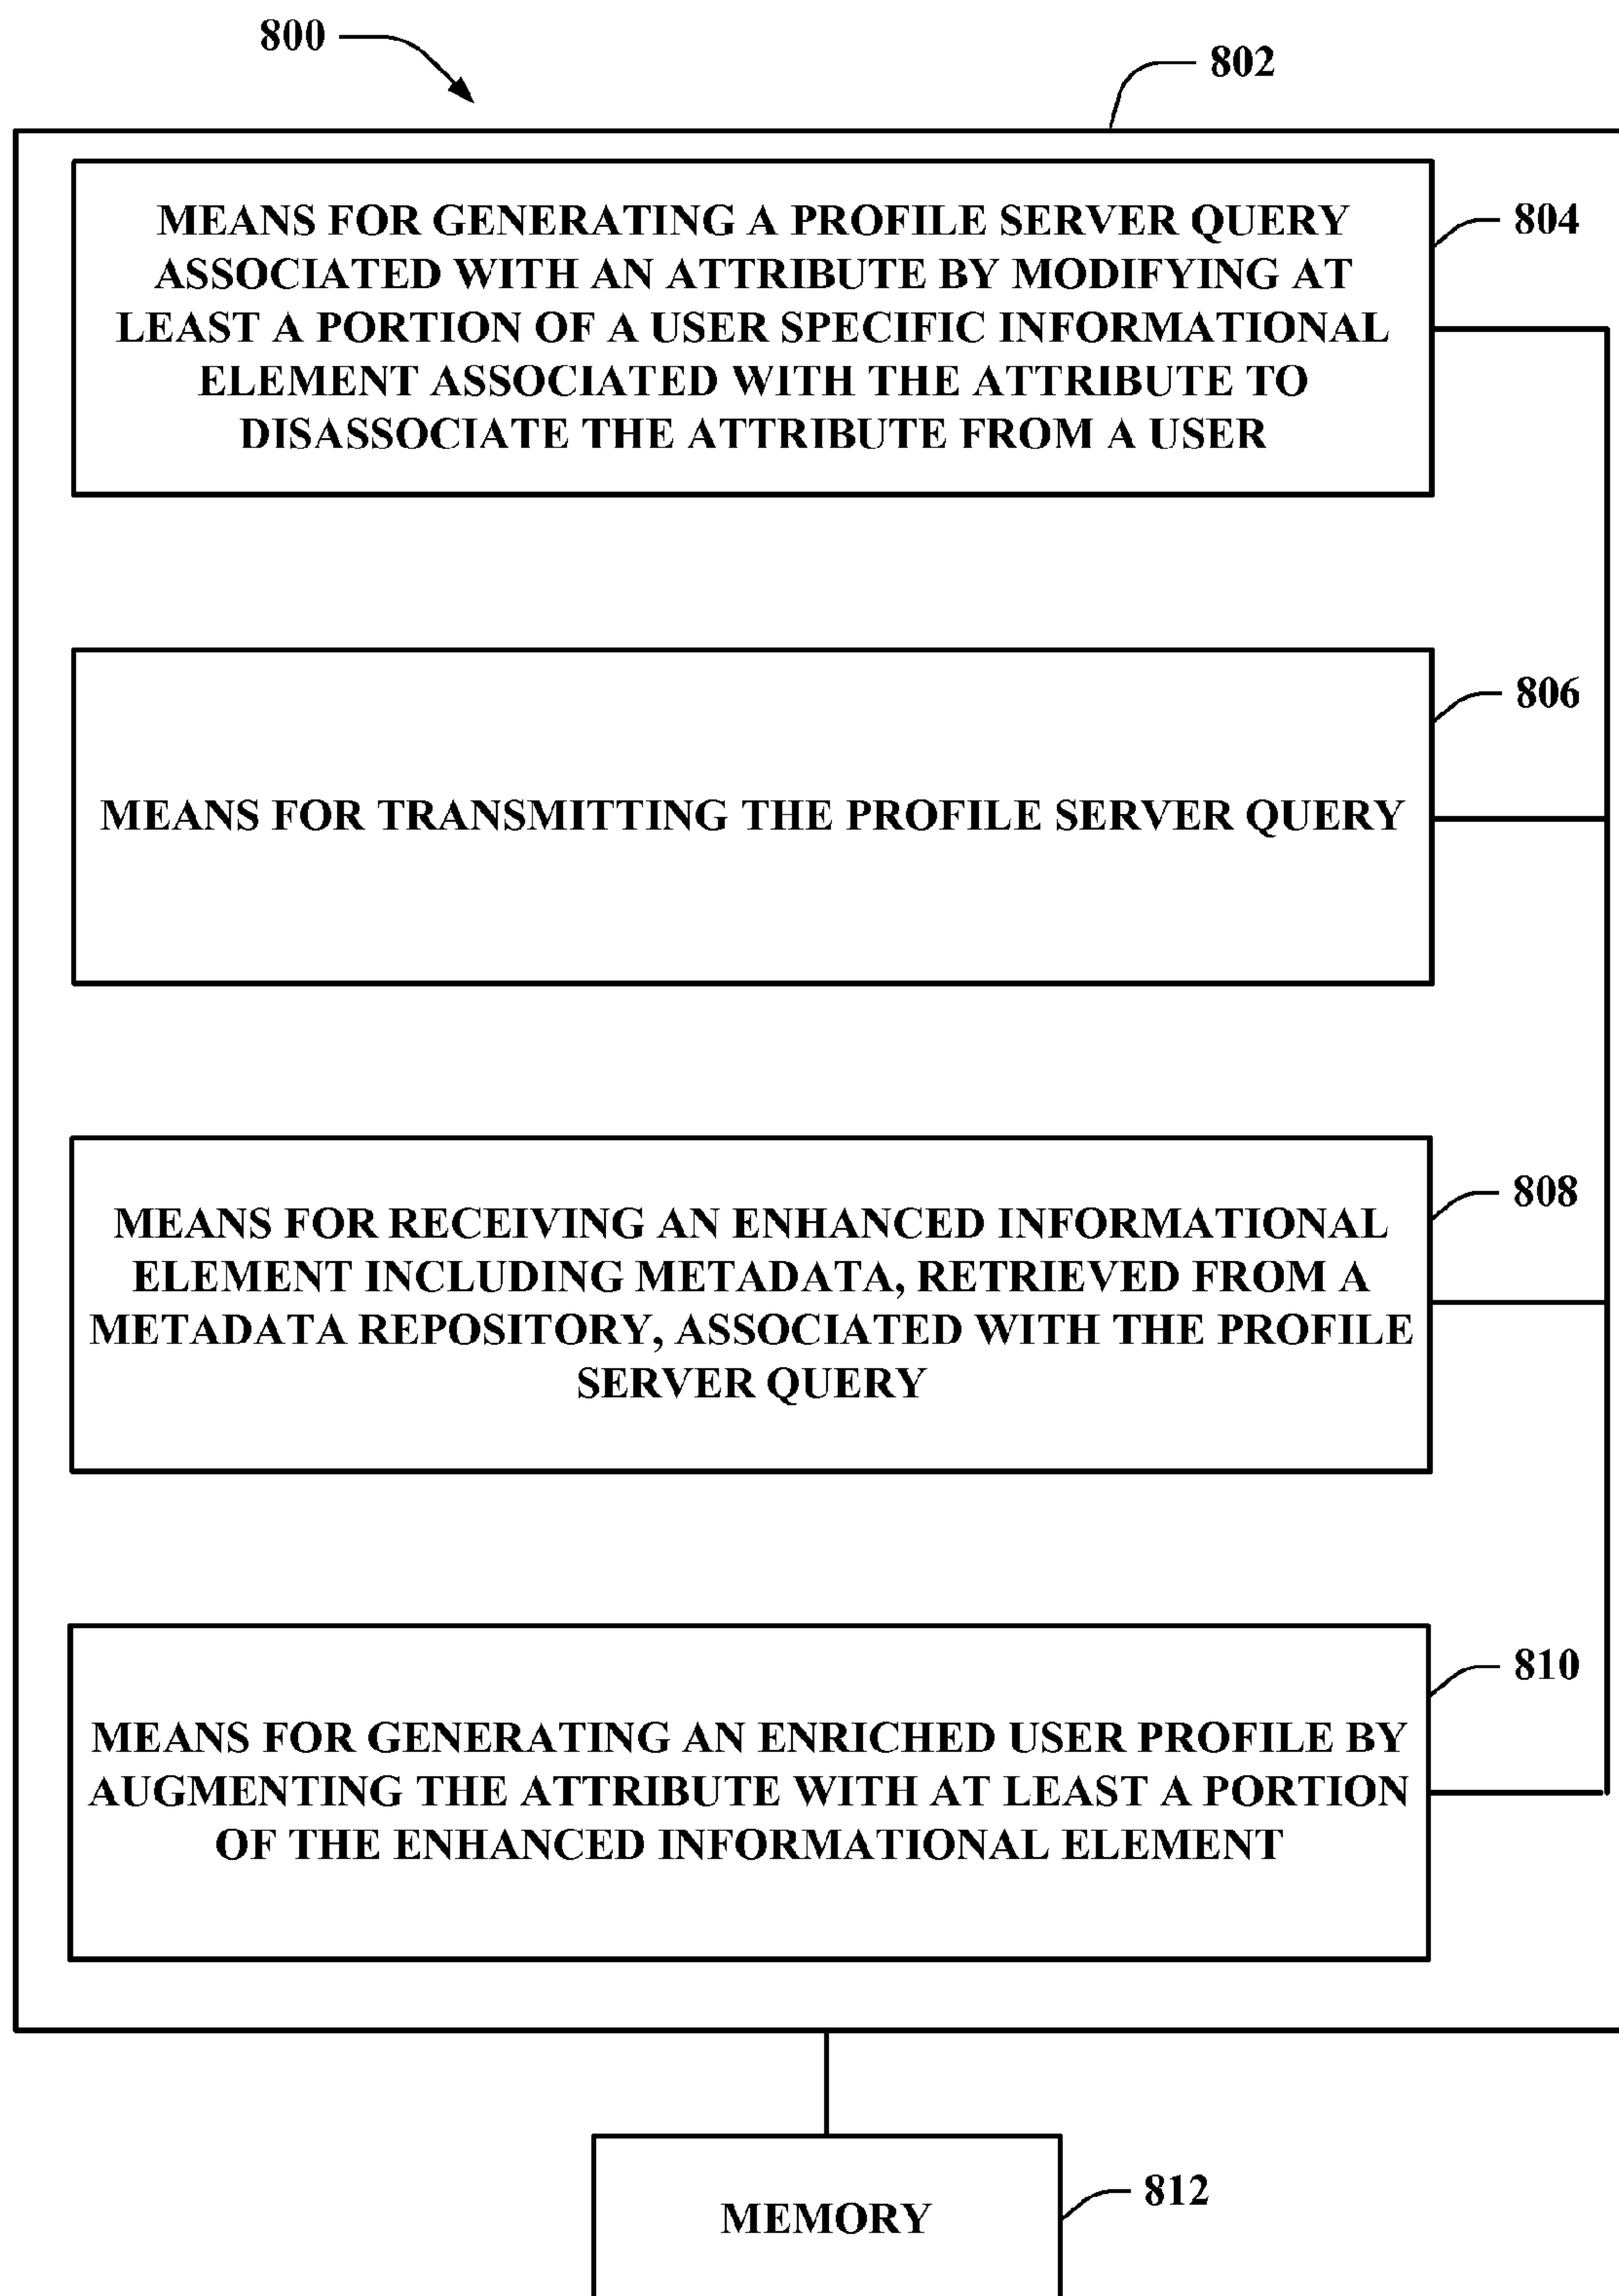 800
802
MEANS FOR GENERATING A PROFILE SERVER QUERY
ASSOCIATED WITH AN ATTRIBUTE BY MODIFYING AT
LEAST A PORTION OF A USER SPECIFIC INFORMATIONAL
ELEMENT ASSOCIATED WITH THE ATTRIBUTE TO
DISASSOCIATE THE ATTRIBUTE FROM A USER
804
806
MEANS FOR TRANSMITTING THE PROFILE SERVER QUERY
808
MEANS FOR RECEIVING AN ENHANCED INFORMATIONAL
ELEMENT INCLUDING METADATA, RETRIEVED FROM A
METADATA REPOSITORY, ASSOCIATED WITH THE PROFILE
SERVER QUERY
810
MEANS FOR GENERATING AN ENRICHED USER PROFILE BY
AUGMENTING THE ATTRIBUTE WITH AT LEAST A PORTION
OF THE ENHANCED INFORMATIONAL ELEMENT
812
MEMORY